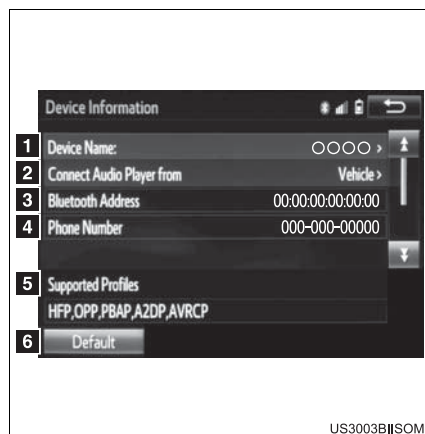 Device Information
1 Device Name: ○○○○ ›
2 Connect Audio Player from Vehicle ›
3 Bluetooth Address 00:00:00:00:00:00
4 Phone Number 000-000-00000
5 Supported Profiles
HFP,OPP,PBAP,A2DP,AVRCP
6 Default
US3003BⅡSOM